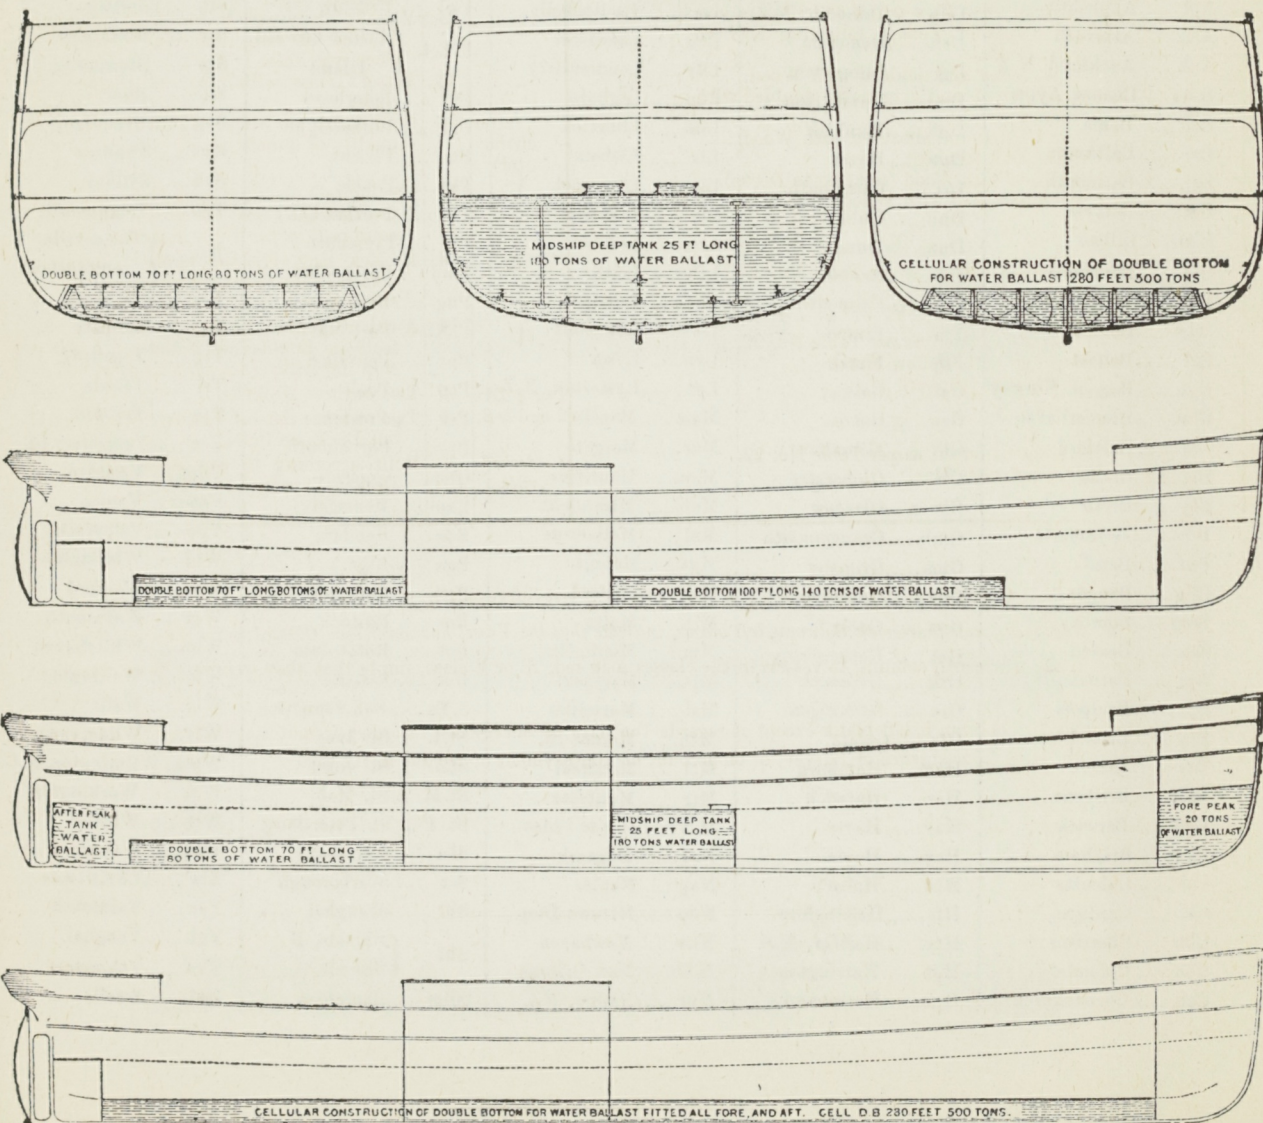 DOUBLE BOTTOM 70 FT LONG 80 TONS OF WATER BALLAST
MIDSHIP DEEP TANK 25 FT LONG
180 TONS OF WATER BALLAST
CELLULAR CONSTRUCTION OF DOUBLE BOTTOM
FOR WATER BALLAST 280 FEET 500 TONS
DOUBLE BOTTOM 70 FT LONG 80 TONS OF WATER BALLAST
DOUBLE BOTTOM 100 FT LONG 140 TONS OF WATER BALLAST
AFTER PEAK
TANK
WATER
BALLAST
DOUBLE BOTTOM 70 FT LONG
80 TONS OF WATER BALLAST
MIDSHIP DEEP TANK
25 FEET LONG
180 TONS WATER BALLAST
FORE PEAK
20 TONS
OF WATER BALLAST
CELLULAR CONSTRUCTION OF DOUBLE BOTTOM FOR WATER BALLAST FITTED ALL FORE, AND AFT. CELL D B 280 FEET 500 TONS.